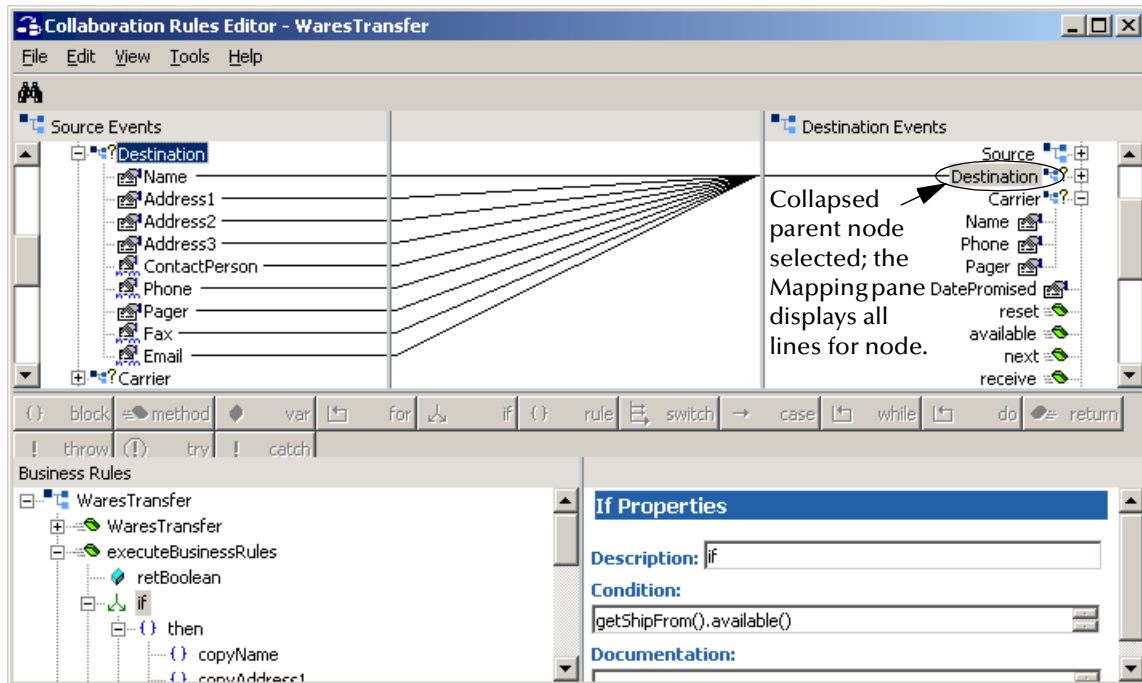 Collaboration Rules Editor - WaresTransfer
File Edit View Tools Help
Source Events
Destination Events
Destination
Name
Address1
Address2
Address3
ContactPerson
Phone
Pager
Fax
Email
Carrier
Source
Destination
Carrier
Name
Phone
Pager
DatePromised
reset
available
next
receive
Collapsed
parent node
selected; the
Mapping pane
displays all
lines for node.
{} block method var for if {} rule switch case while do return
! throw (!) try ! catch
Business Rules
WaresTransfer
WaresTransfer
executeBusinessRules
retBoolean
if
{} then
{} copyName
{} copyAddress1
If Properties
Description: if
Condition:
getShipFrom().available()
Documentation: